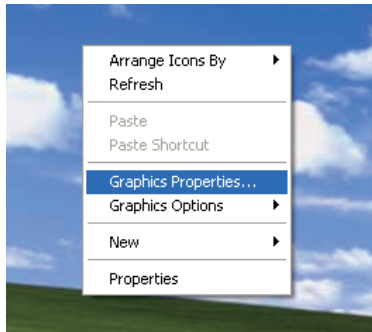 Arrange Icons By
Refresh
Paste
Paste Shortcut
Graphics Properties...
Graphics Options
New
Properties